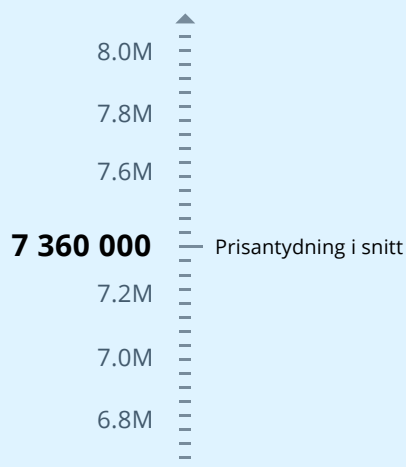 8.0M
7.8M
7.6M
7 360 000 Prisantydning i snitt
7.2M
7.0M
6.8M